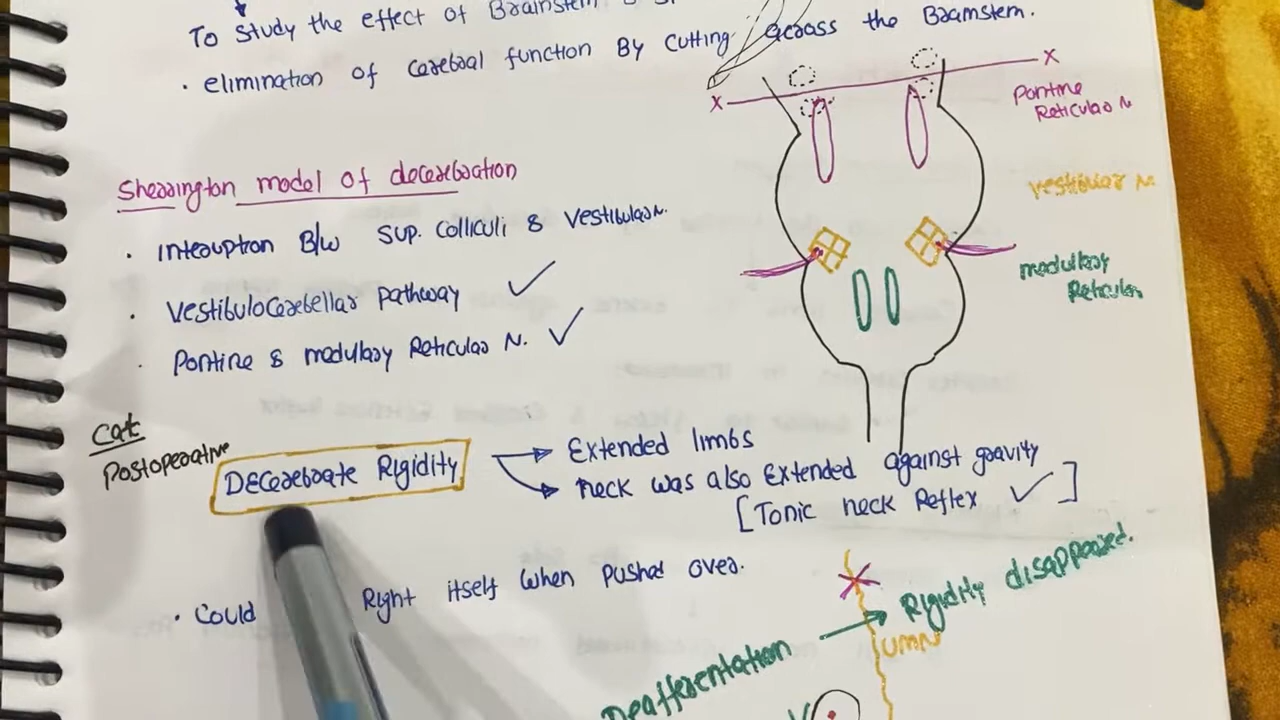 To study the effect of Brainstem
• elimination of cerebral function By cutting across the Brainstem.
Sherrington model of decerebration
• Interruption B/w sup. colliculi & vestibular N.
• vestibulocerebellar pathway ✓
• Pontine & medullary Reticular N. ✓
x
x
Pontine
Reticular N
vestibular N.
medullary
Reticular
Cat
Postoperative
DECEREBRATE RIGIDITY
→ Extended limbs
→ neck was also Extended against gravity
[Tonic neck Reflex ✓]
• Could
Right itself when pushed over.
Deafferentation → Rigidity disappeared.
UMN